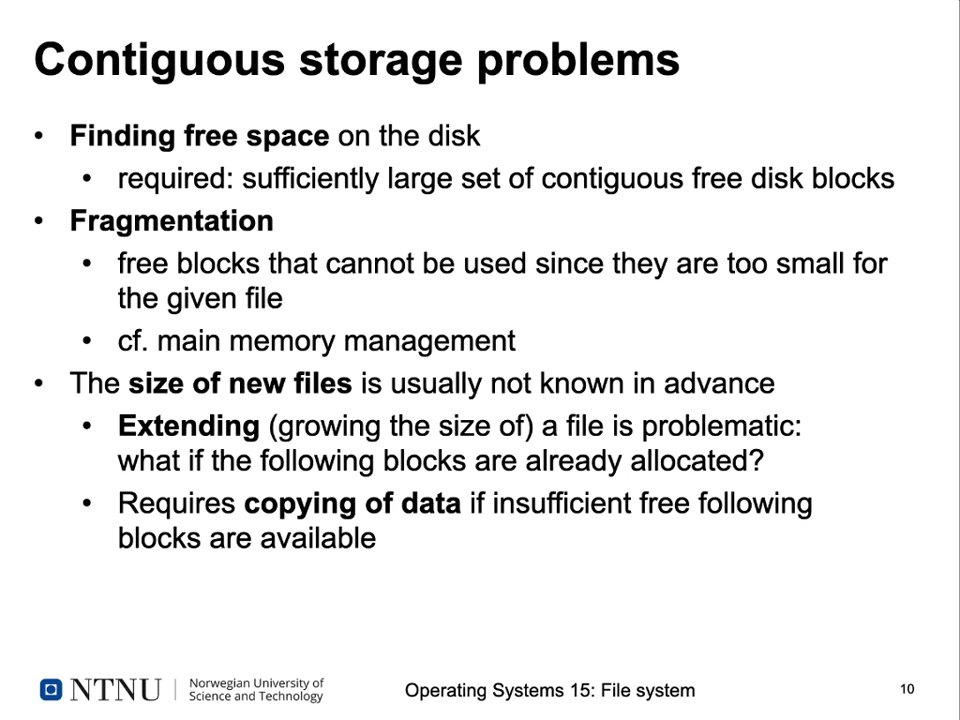 Contiguous storage problems
• Finding free space on the disk
• required: sufficiently large set of contiguous free disk blocks
• Fragmentation
• free blocks that cannot be used since they are too small for
the given file
• cf. main memory management
• The size of new files is usually not known in advance
• Extending (growing the size of) a file is problematic:
what if the following blocks are already allocated?
• Requires copying of data if insufficient free following
blocks are available
NTNU
Norwegian University of
Science and Technology
Operating Systems 15: File system
10